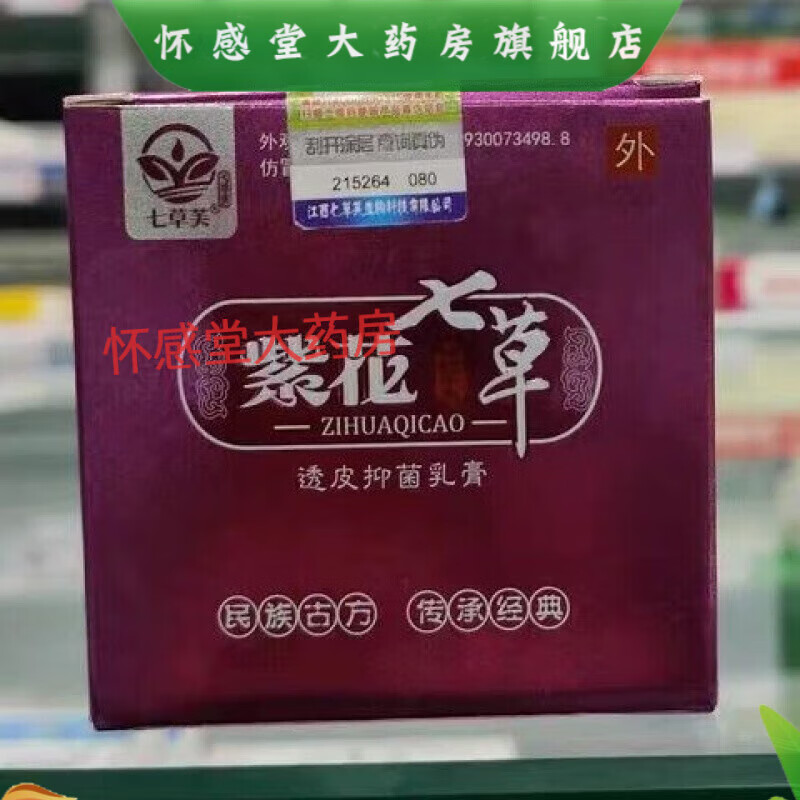 怀感堂大药房旗舰店
外观
930073498.8
仿冒
外
刮开涂层 查询真伪
215264 080
江西七草芙生物科技有限公司
七草芙
紫花七草
怀感堂大药房
ZIHUAQICAO
透皮抑菌乳膏
民族古方 传承经典